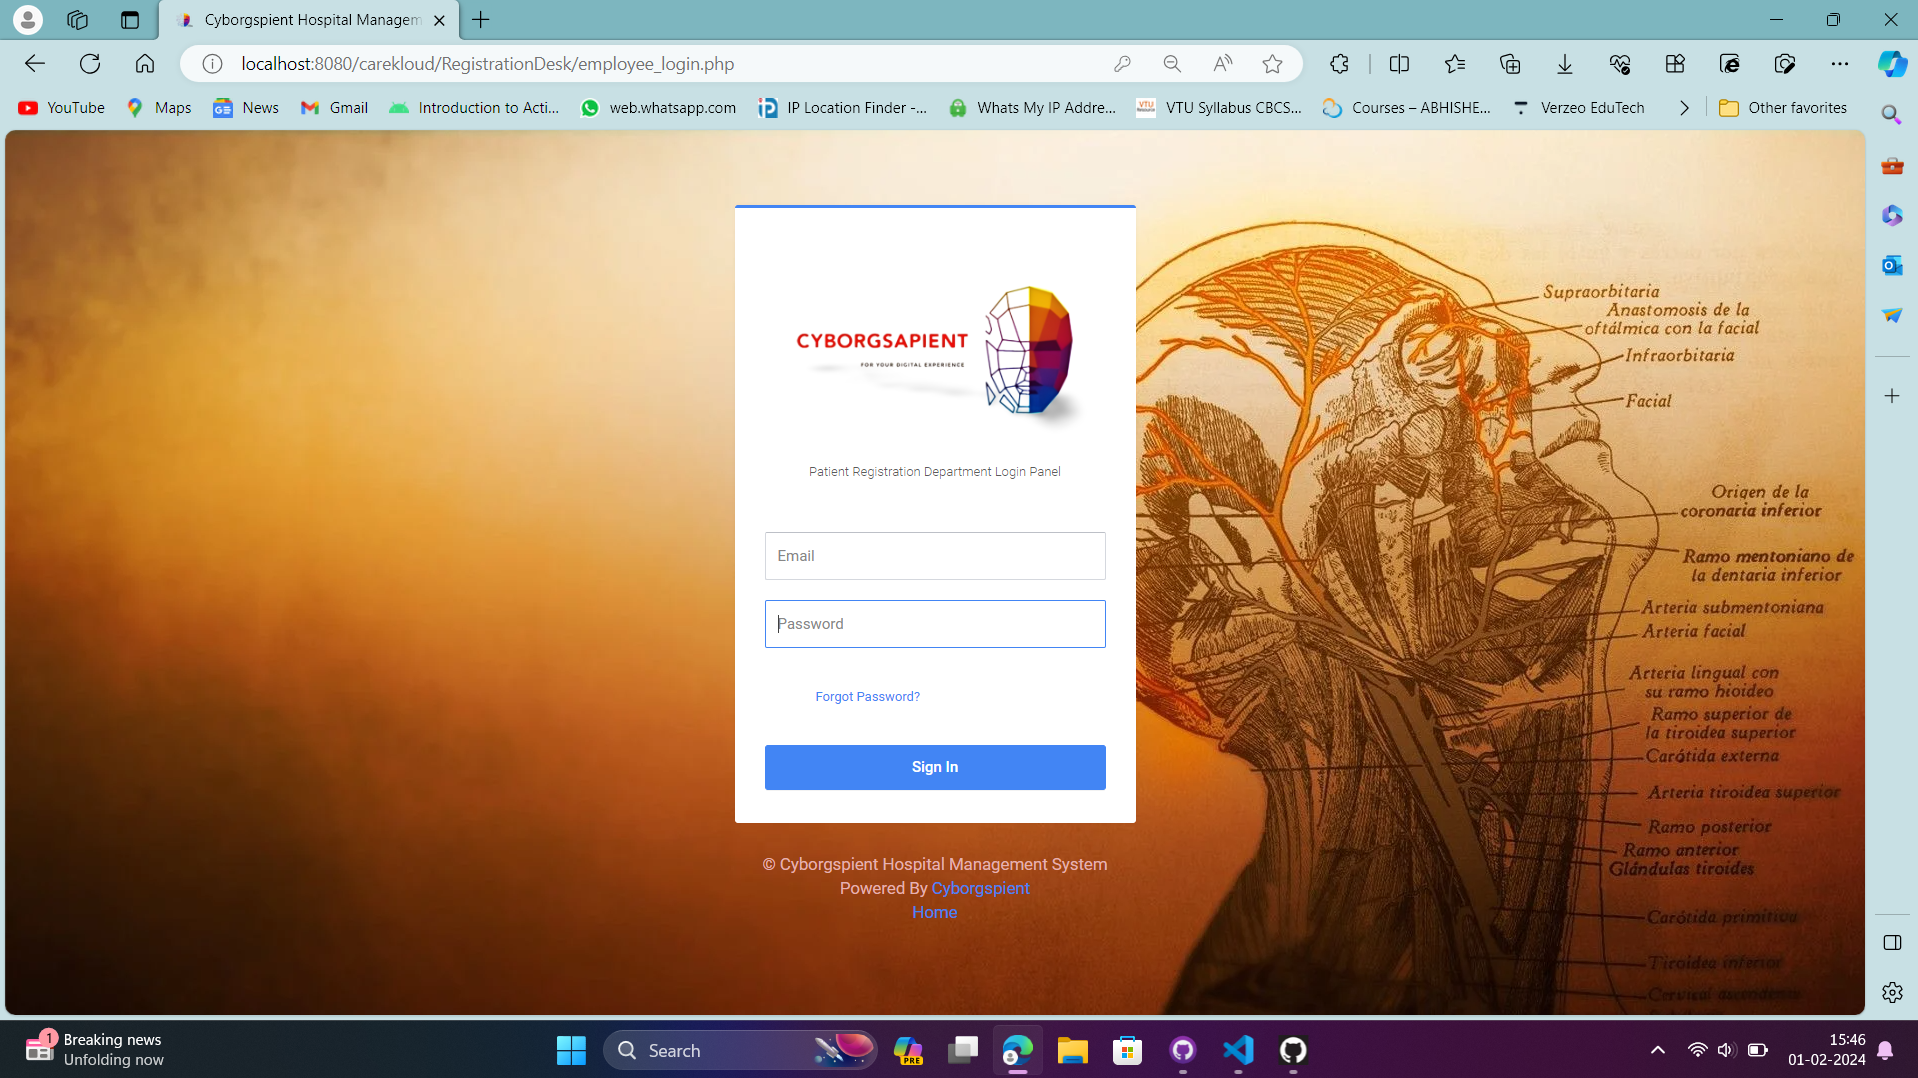 Cyborgspient Hospital Managem
localhost:8080/carekloud/RegistrationDesk/employee_login.php
YouTube
Maps
News
Gmail
Introduction to Acti...
web.whatsapp.com
IP Location Finder -...
Whats My IP Addre...
VTU Syllabus CBCS...
Courses – ABHISHE...
Verzeo EduTech
Other favorites
CYBORGSAPIENT
FOR YOUR DIGITAL EXPERIENCE
Patient Registration Department Login Panel
Email
Password
Forgot Password?
Sign In
© Cyborgspient Hospital Management System
Powered By Cyborgspient
Home
Supraorbitaria
Anastomosis de la
oftálmica con la facial
Infraorbitaria
Facial
Origen de la
coronaria inferior
Ramo mentoniano de
la dentaria inferior
Arteria submentoniana
Arteria facial
Arteria lingual con
su ramo hioideo
Ramo superior de
la tiroidea superior
Carótida externa
Arteria tiroidea superior
Ramo posterior
Ramo anterior
Glándulas tiroides
Carótida primitiva
Tiroidea inferior
Cervical ascendente
1
Breaking news
Unfolding now
Search
PRE
15:46
01-02-2024